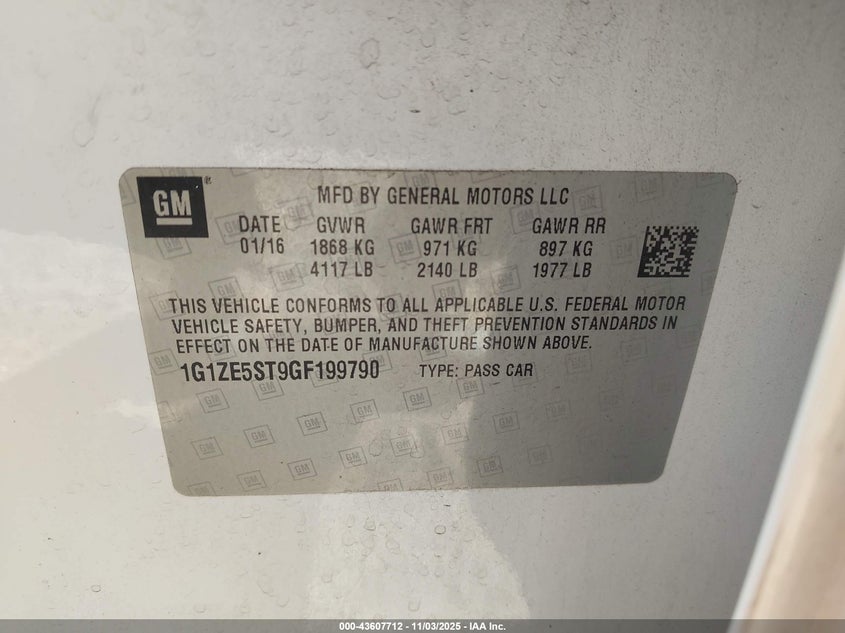 GM
MFD BY GENERAL MOTORS LLC
DATE GVWR GAWR FRT GAWR RR
01/16 1868 KG 971 KG 897 KG
4117 LB 2140 LB 1977 LB
THIS VEHICLE CONFORMS TO ALL APPLICABLE U.S. FEDERAL MOTOR
VEHICLE SAFETY, BUMPER, AND THEFT PREVENTION STANDARDS IN
EFFECT ON THE DATE OF MANUFACTURE SHOWN ABOVE.
1G1ZE5ST9GF199790 TYPE: PASS CAR
000-43607712 - 11/03/2025 - IAA Inc.